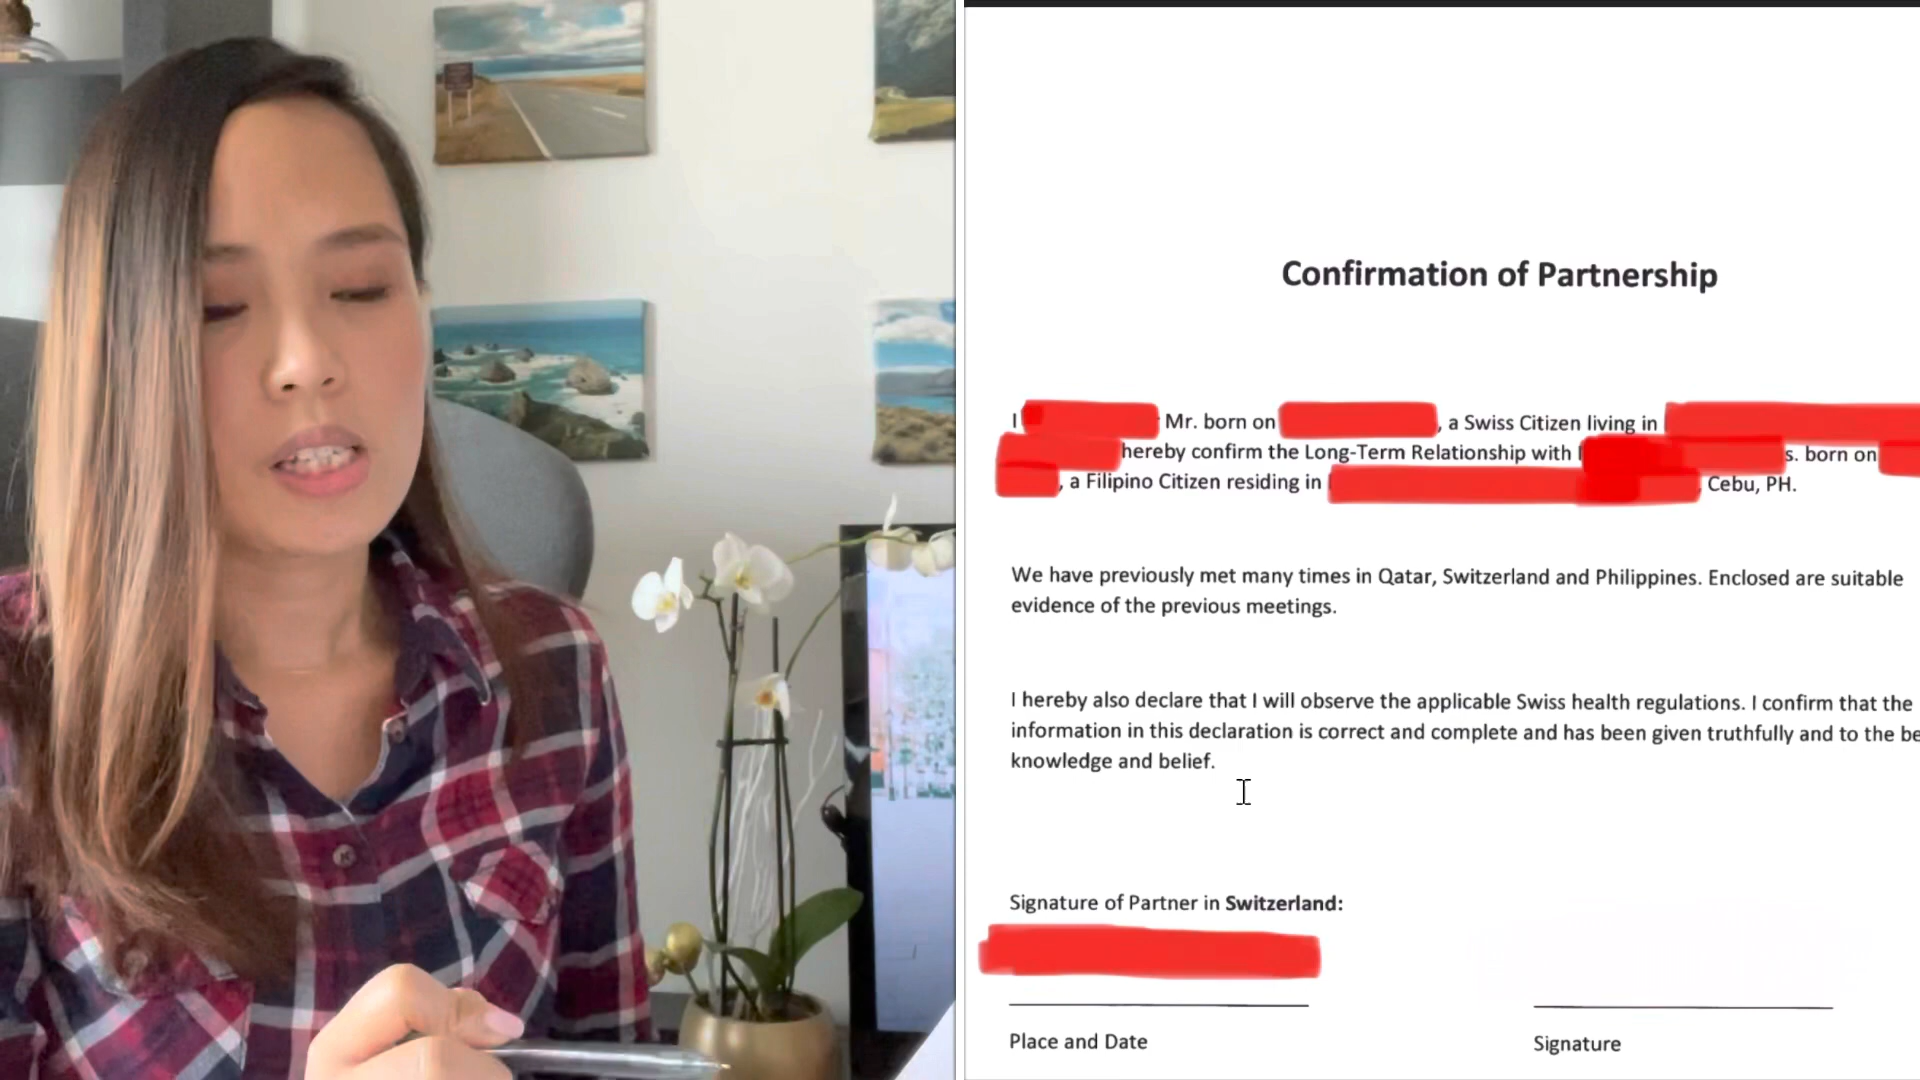 Confirmation of Partnership
I Mr. born on , a Swiss Citizen living in
hereby confirm the Long-Term Relationship with s. born on
, a Filipino Citizen residing in , Cebu, PH.
We have previously met many times in Qatar, Switzerland and Philippines. Enclosed are suitable
evidence of the previous meetings.
I hereby also declare that I will observe the applicable Swiss health regulations. I confirm that the
information in this declaration is correct and complete and has been given truthfully and to the be
knowledge and belief.
Signature of Partner in Switzerland:
Place and Date
Signature